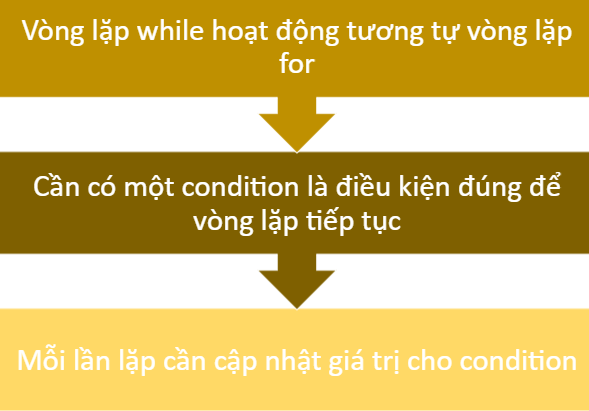 Vòng lặp while hoạt động tương tự vòng lặp
for
Cần có một condition là điều kiện đúng để
vòng lặp tiếp tục
Mỗi lần lặp cần cập nhật giá trị cho condition